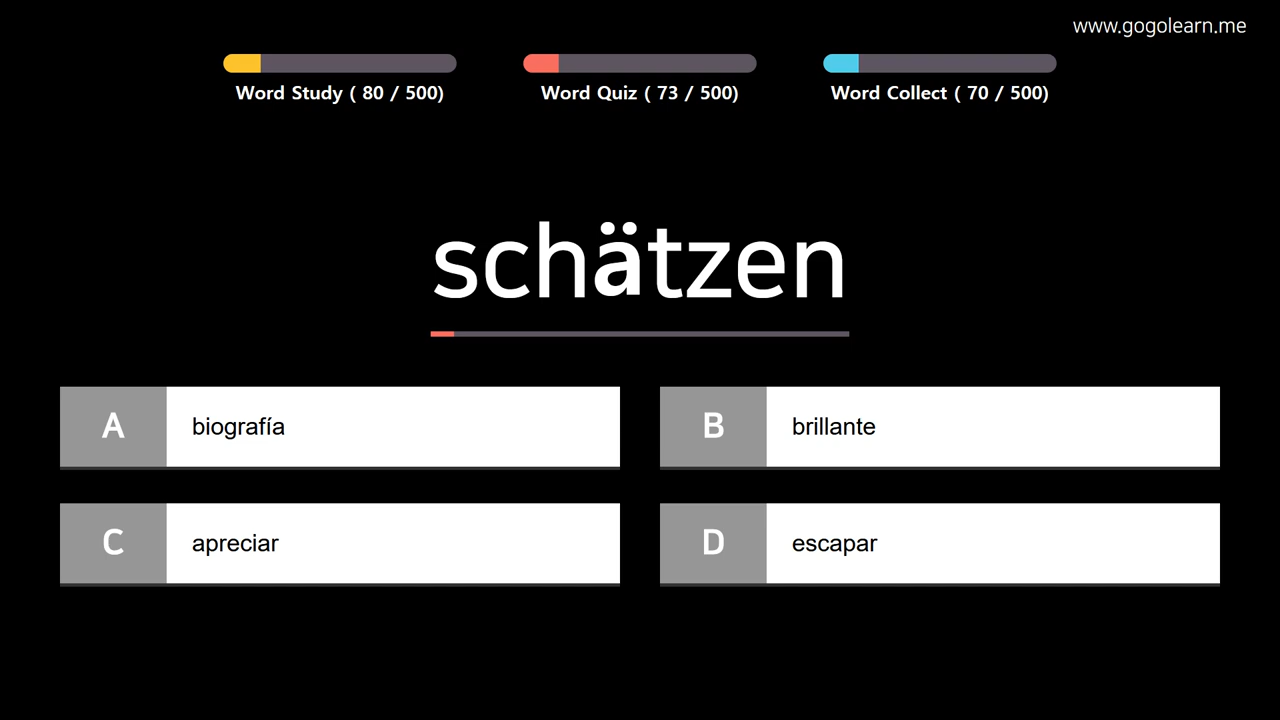 www.gogolearn.me
Word Study ( 80 / 500)
Word Quiz ( 73 / 500)
Word Collect ( 70 / 500)
schätzen
A
biografía
B
brillante
C
apreciar
D
escapar